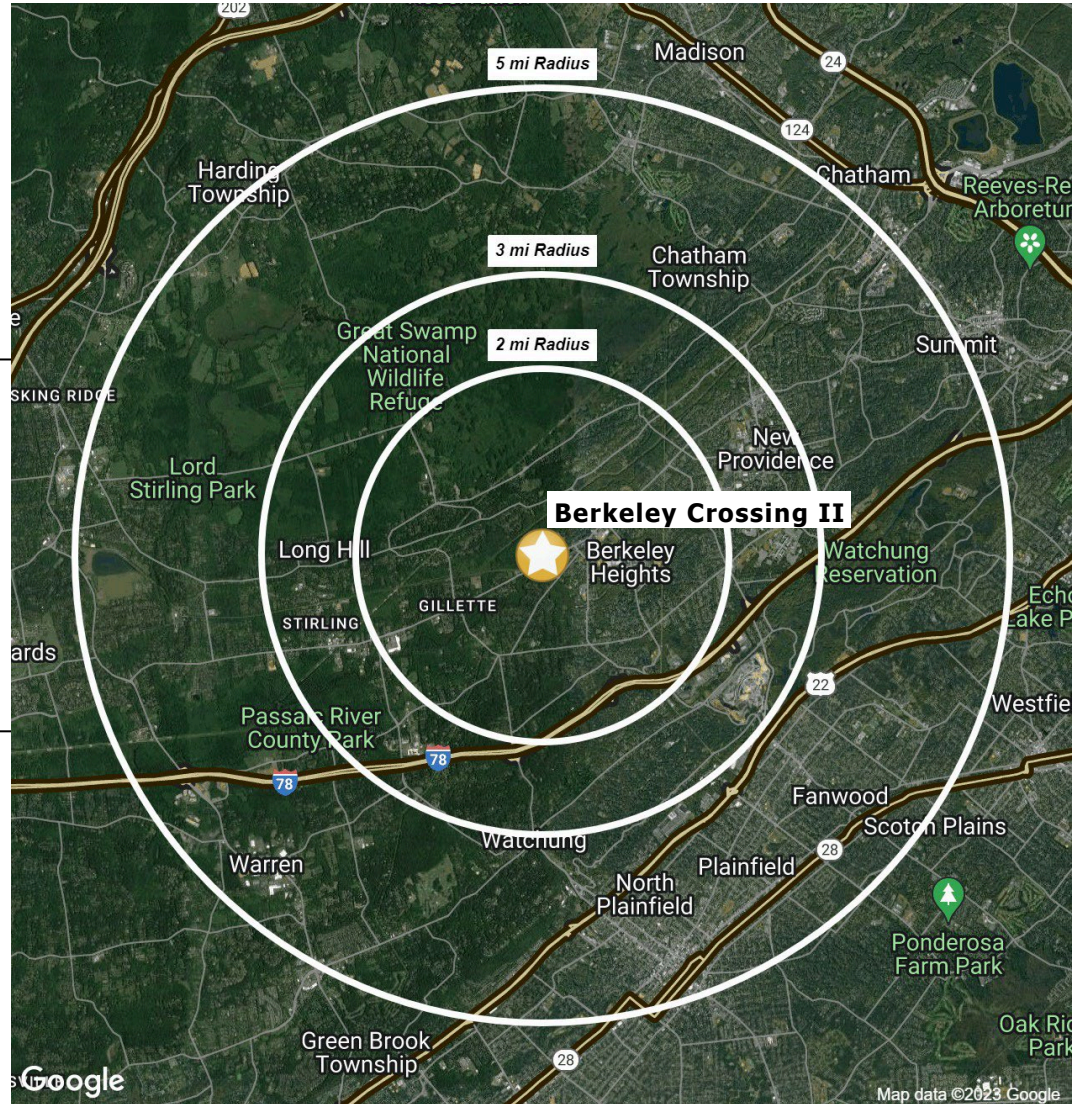 202
5 mi Radius
Madison
24
124
Harding
Township
Chatham
Reeves-Re
Arboretum
3 mi Radius
Chatham
Township
e
Great Swamp
National
Wildlife
Refuge
2 mi Radius
Summit
SKING RIDGE
New
Providence
Lord
Stirling Park
Berkeley Crossing II
Long Hill
Berkeley
Heights
Watchung
Reservation
GILLETTE
STIRLING
Echo
Lake P
ards
22
Westfie
Passaic River
County Park
78
78
Fanwood
Scotch Plains
Watchung
28
Warren
Plainfield
North
Plainfield
Ponderosa
Farm Park
Green Brook
Township
28
Oak Rid
Park
SVILLE
Google
Map data ©2023 Google